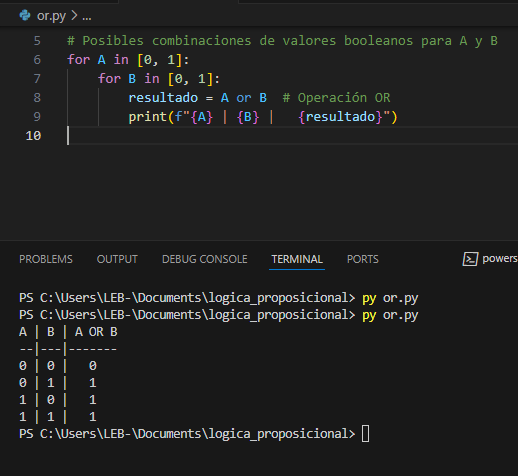 or.py > ...
5 # Posibles combinaciones de valores booleanos para A y B
6 for A in [0, 1]:
7     for B in [0, 1]:
8         resultado = A or B  # Operación OR
9         print(f"{A} | {B} |   {resultado}")
10
PROBLEMS OUTPUT DEBUG CONSOLE TERMINAL PORTS powers
PS C:\Users\LEB-\Documents\logica_proposicional> py or.py
PS C:\Users\LEB-\Documents\logica_proposicional> py or.py
A | B | A OR B
--|---|-------
0 | 0 |   0
0 | 1 |   1
1 | 0 |   1
1 | 1 |   1
PS C:\Users\LEB-\Documents\logica_proposicional>